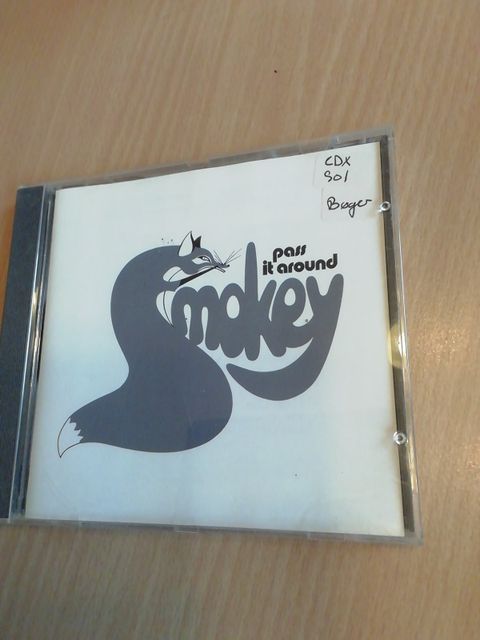 CDX
501
Bøger
pass
it around
Smokey